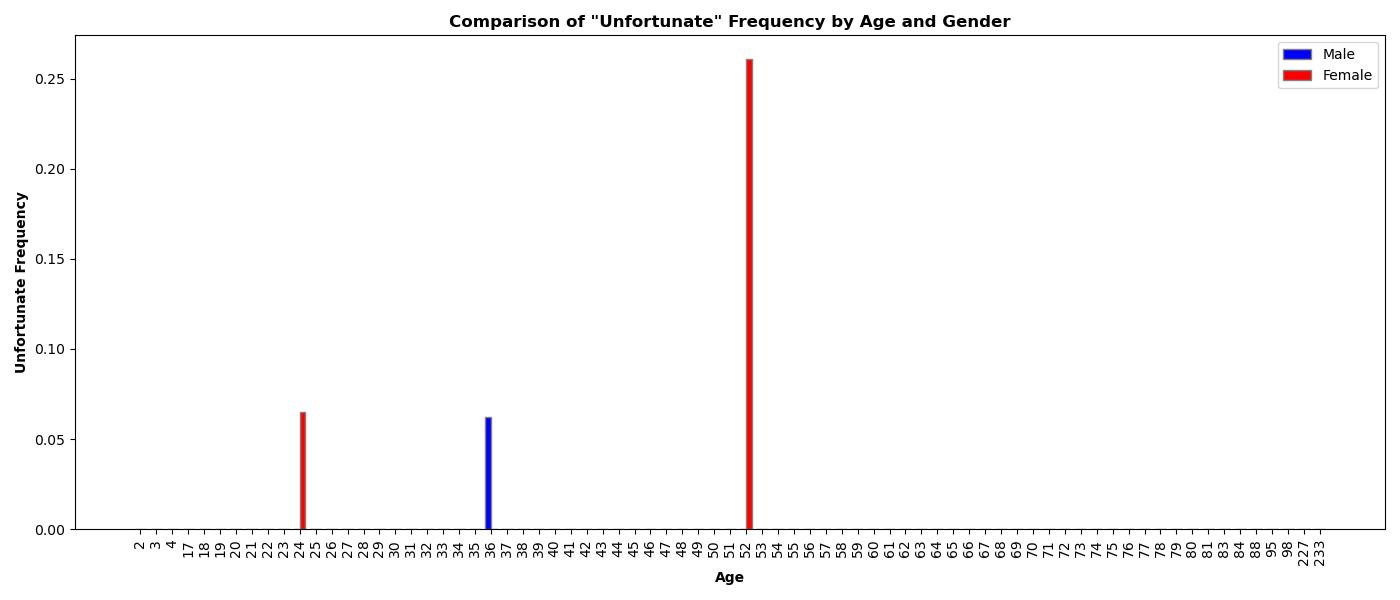 Comparison of "Unfortunate" Frequency by Age and Gender
Male
Female
Unfortunate Frequency
0.25
0.20
0.15
0.10
0.05
0.00
2 3 4 17 18 19 20 21 22 23 24 25 26 27 28 29 30 31 32 33 34 35 36 37 38 39 40 41 42 43 44 45 46 47 48 49 50 51 52 53 54 55 56 57 58 59 60 61 62 63 64 65 66 67 68 69 70 71 72 73 74 75 76 77 78 79 80 81 83 84 88 95 98 227 233
Age